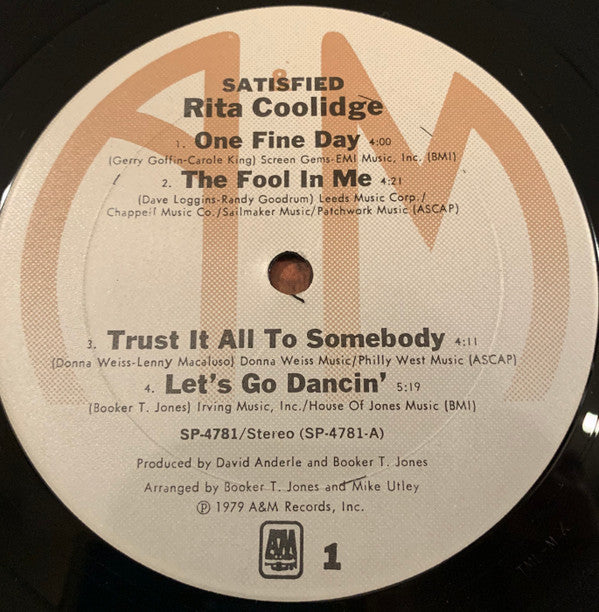 A&M
SATISFIED
Rita Coolidge
1. One Fine Day 4:00
(Gerry Goffin-Carole King) Screen Gems-EMI Music, Inc. (BMI)
2. The Fool In Me 4:21
(Dave Loggins-Randy Goodrum) Leeds Music Corp./
Chappell Music Co./Sailmaker Music/Patchwork Music (ASCAP)
3. Trust It All To Somebody 4:11
(Donna Weiss-Lenny Macaluso) Donna Weiss Music/Philly West Music (ASCAP)
4. Let's Go Dancin' 5:19
(Booker T. Jones) Irving Music, Inc./House Of Jones Music (BMI)
SP-4781/Stereo (SP-4781-A)
Produced by David Anderle and Booker T. Jones
Arranged by Booker T. Jones and Mike Utley
Ⓟ 1979 A&M Records, Inc.
A&M
1